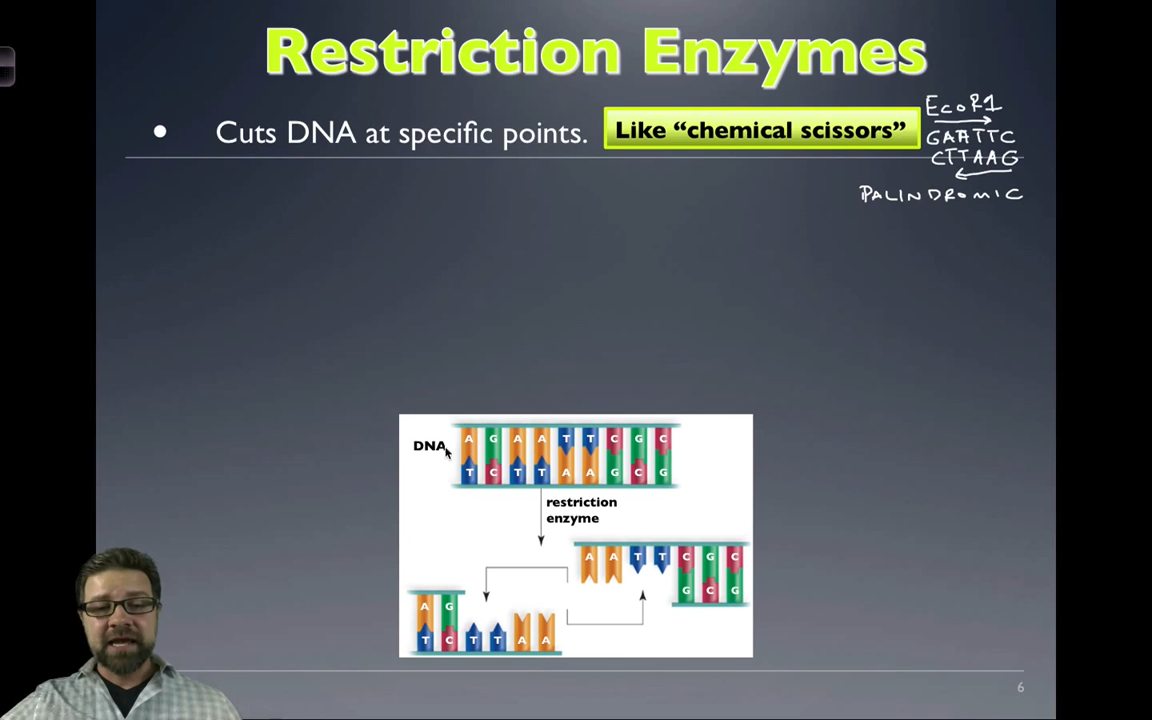 Restriction Enzymes
• Cuts DNA at specific points.
Like “chemical scissors”
EcoR1
GAATTC
CTTAAG
PALINDROMIC
DNA
A G A A T T C G C
T C T T A A G C G
restriction
enzyme
A A T T C G C
G C G
A G
T C T T A A
6